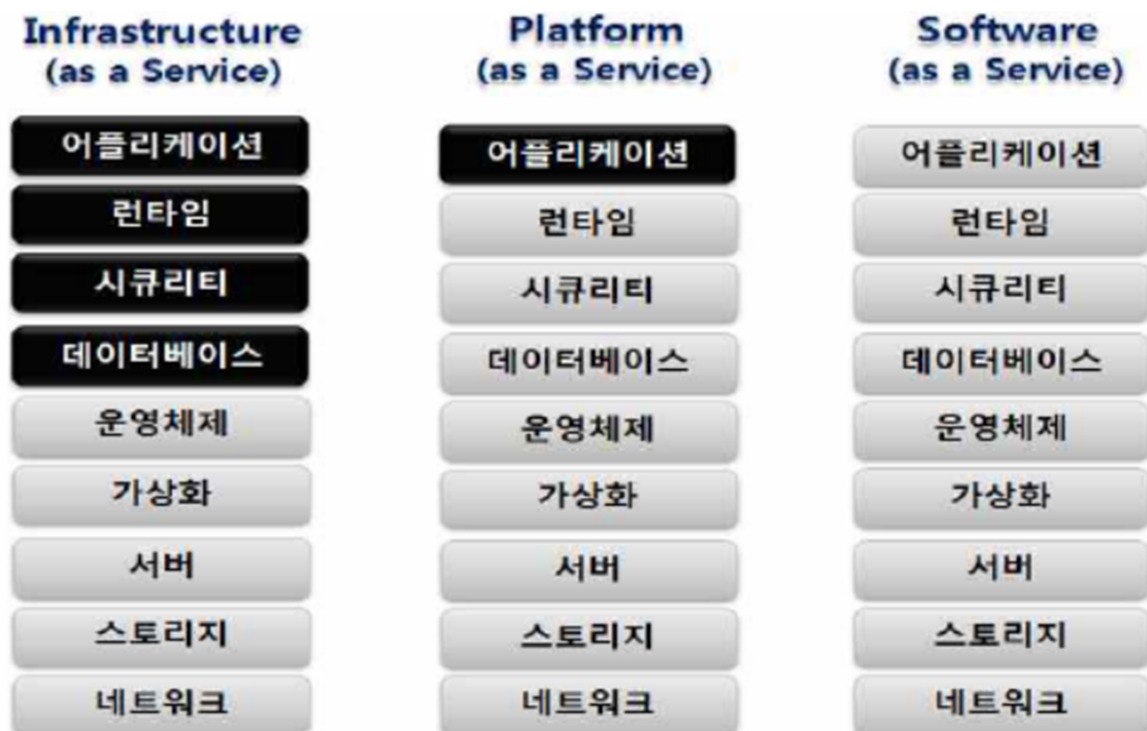 Infrastructure
(as a Service)
어플리케이션
런타임
시큐리티
데이터베이스
운영체제
가상화
서버
스토리지
네트워크
Platform
(as a Service)
어플리케이션
런타임
시큐리티
데이터베이스
운영체제
가상화
서버
스토리지
네트워크
Software
(as a Service)
어플리케이션
런타임
시큐리티
데이터베이스
운영체제
가상화
서버
스토리지
네트워크